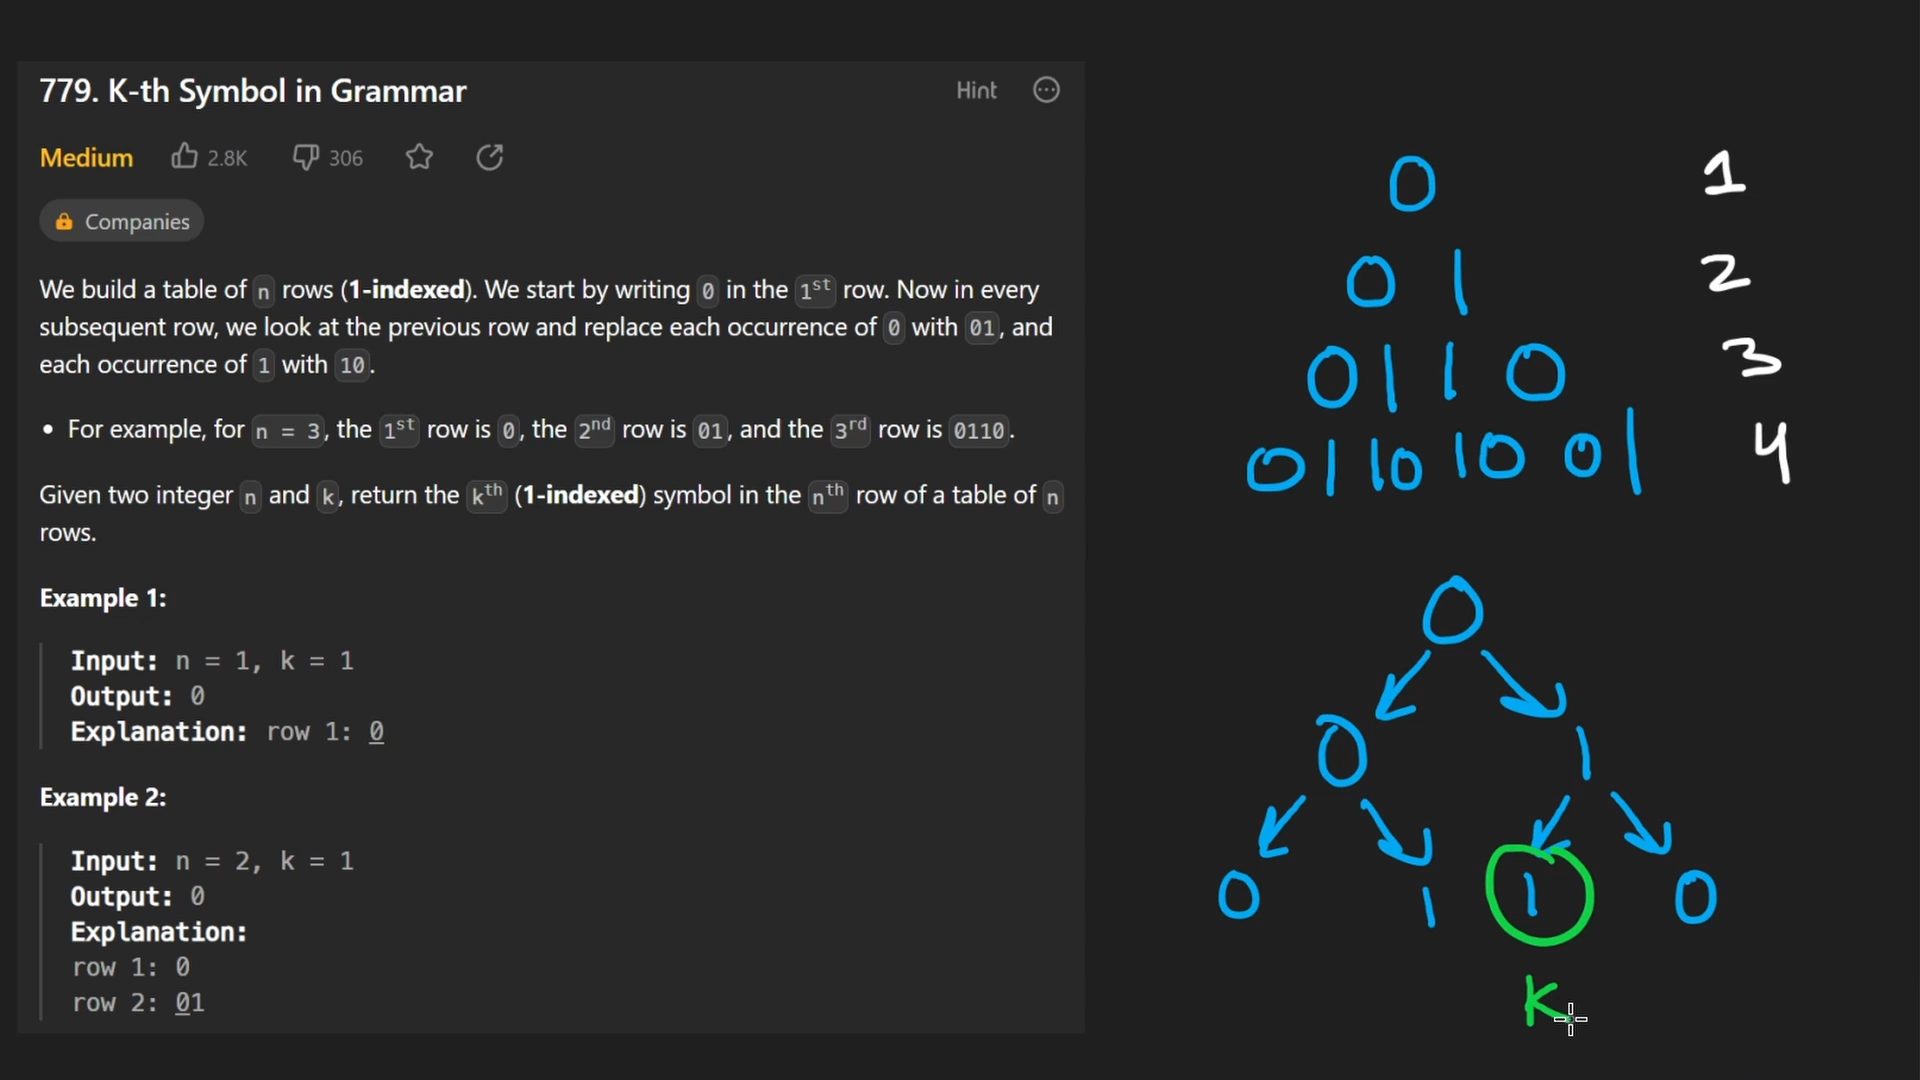 779. K-th Symbol in Grammar
Hint
Medium 2.8K 306
Companies
We build a table of n rows (1-indexed). We start by writing 0 in the 1st row. Now in every
subsequent row, we look at the previous row and replace each occurrence of 0 with 01, and
each occurrence of 1 with 10.
• For example, for n = 3, the 1st row is 0, the 2nd row is 01, and the 3rd row is 0110.
Given two integer n and k, return the kth (1-indexed) symbol in the nth row of a table of n
rows.
Example 1:
Input: n = 1, k = 1
Output: 0
Explanation: row 1: 0
Example 2:
Input: n = 2, k = 1
Output: 0
Explanation:
row 1: 0
row 2: 01
0 1
0 1 2
0 1 1 0 3
0 1 1 0 1 0 0 1 4
0
0 1
0 1 1 0
K